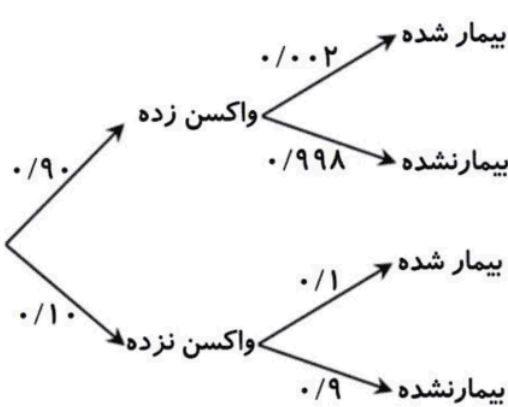 بیمار شده
۰/۰۰۲
واکسن زده
۰/۹۹۸
بیمارنشده
۰/۹۰
بیمار شده
۰/۱
۰/۱۰
واکسن نزده
۰/۹
بیمارنشده